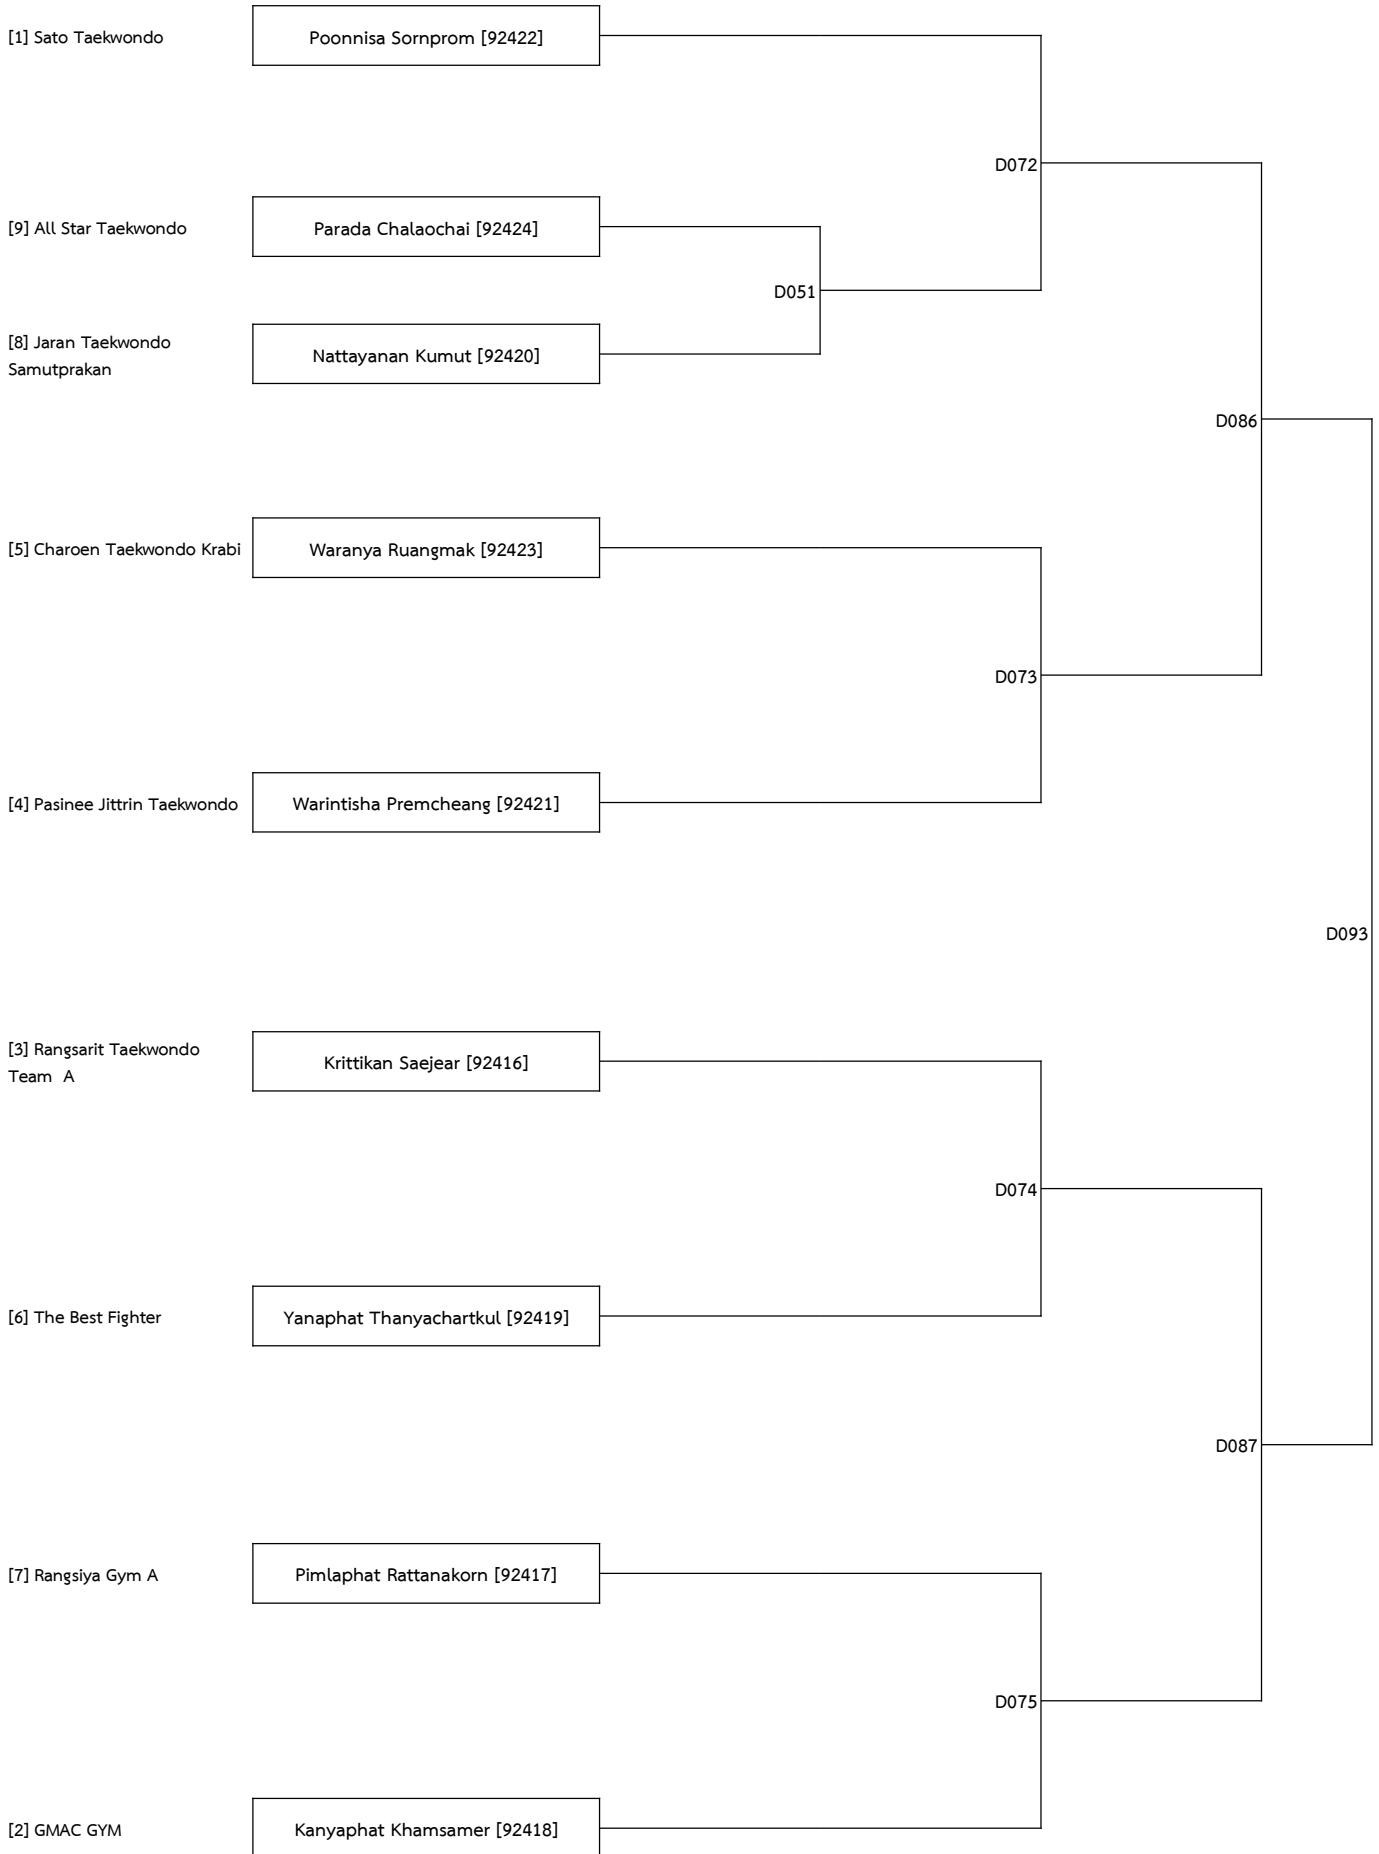 [1] Sato Taekwondo
Poonnisa Sornprom [92422]
D072
[9] All Star Taekwondo
Parada Chalaochai [92424]
D051
[8] Jaran Taekwondo
Samutprakan
Nattayanan Kumut [92420]
D086
[5] Charoen Taekwondo Krabi
Waranya Ruangmak [92423]
D073
[4] Pasinee Jittrin Taekwondo
Warintisha Premcheang [92421]
D093
[3] Rangsarit Taekwondo
Team A
Krittikan Saejear [92416]
D074
[6] The Best Fighter
Yanaphat Thanyachartkul [92419]
D087
[7] Rangsiya Gym A
Pimlaphat Rattanakorn [92417]
D075
[2] GMAC GYM
Kanyaphat Khamsamer [92418]